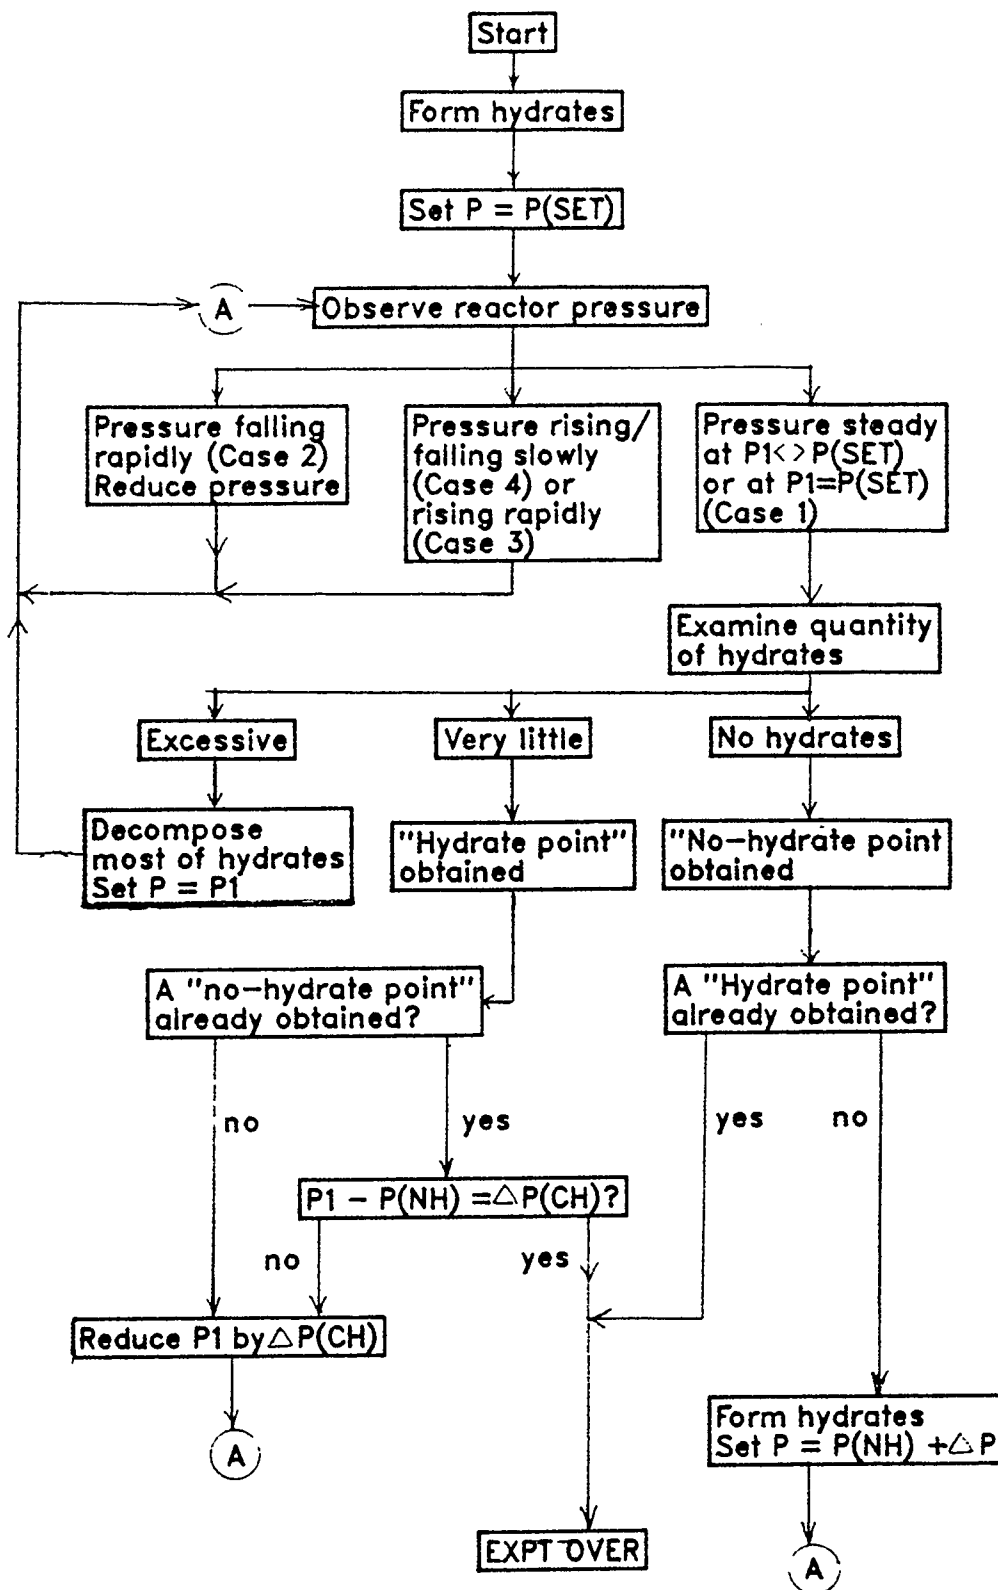 Start
Form hydrates
Set P = P(SET)
A
Observe reactor pressure
Pressure falling
rapidly (Case 2)
Reduce pressure
Pressure rising/
falling slowly
(Case 4) or
rising rapidly
(Case 3)
Pressure steady
at P1<>P(SET)
or at P1=P(SET)
(Case 1)
Examine quantity
of hydrates
Excessive
Very little
No hydrates
Decompose
most of hydrates
Set P = P1
"Hydrate point"
obtained
"No-hydrate point
obtained
A "no-hydrate point"
already obtained?
A "Hydrate point"
already obtained?
no
yes
yes
no
P1 - P(NH) =△P(CH)?
no
yes
Reduce P1 by△P(CH)
Form hydrates
Set P = P(NH) +△P
A
EXPT OVER
A